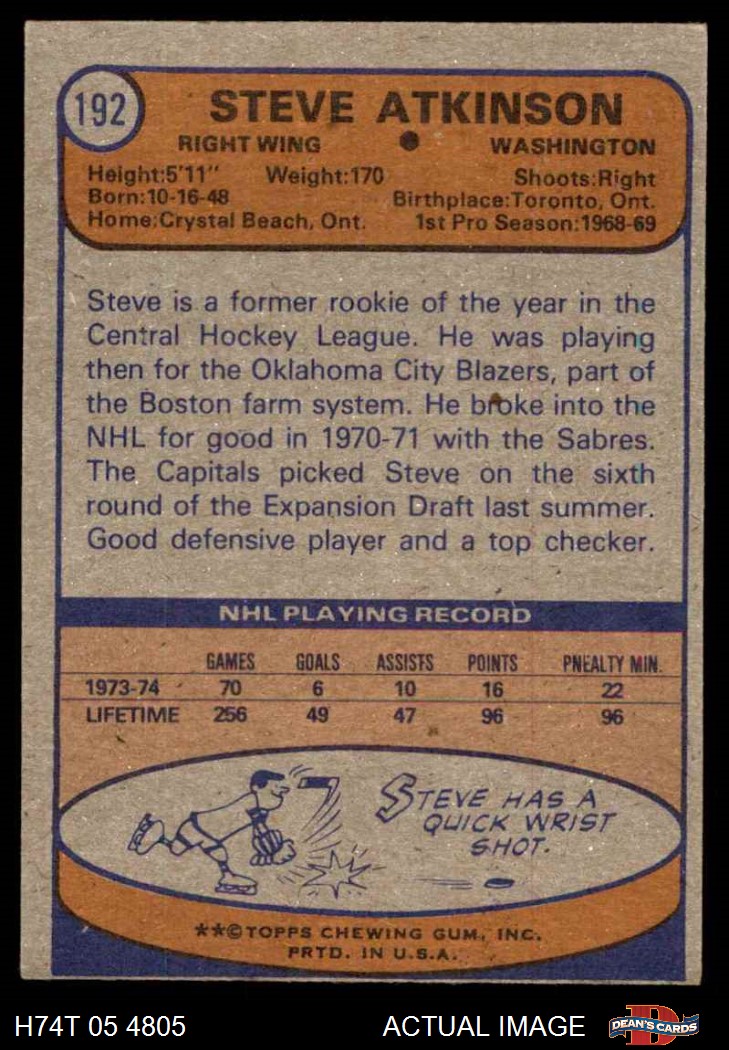 192
STEVE ATKINSON
RIGHT WING ● WASHINGTON
Height:5'11" Weight:170 Shoots:Right
Born:10-16-48 Birthplace:Toronto, Ont.
Home:Crystal Beach, Ont. 1st Pro Season:1968-69
Steve is a former rookie of the year in the
Central Hockey League. He was playing
then for the Oklahoma City Blazers, part of
the Boston farm system. He broke into the
NHL for good in 1970-71 with the Sabres.
The Capitals picked Steve on the sixth
round of the Expansion Draft last summer.
Good defensive player and a top checker.
NHL PLAYING RECORD
GAMES GOALS ASSISTS POINTS PNEALTY MIN.
1973-74 70 6 10 16 22
LIFETIME 256 49 47 96 96
STEVE HAS A
QUICK WRIST
SHOT.
**©TOPPS CHEWING GUM, INC.
PRTD. IN U.S.A.
H74T 05 4805 ACTUAL IMAGE D DEAN'S CARDS